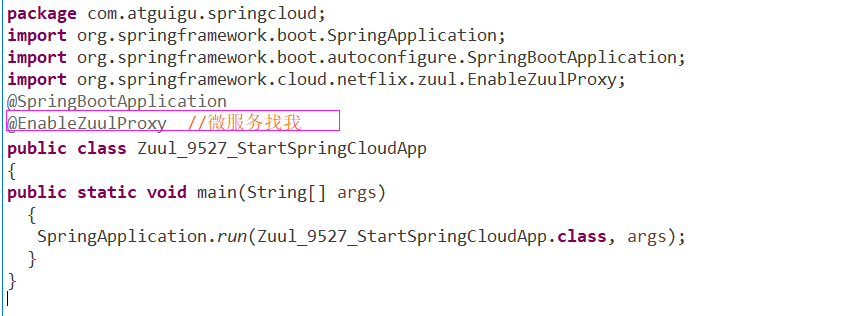 package com.atguigu.springcloud;
import org.springframework.boot.SpringApplication;
import org.springframework.boot.autoconfigure.SpringBootApplication;
import org.springframework.cloud.netflix.zuul.EnableZuulProxy;
@SpringBootApplication
@EnableZuulProxy  //微服务找我
public class Zuul_9527_StartSpringCloudApp
{
public static void main(String[] args)
  {
   SpringApplication.run(Zuul_9527_StartSpringCloudApp.class, args);
  }
}